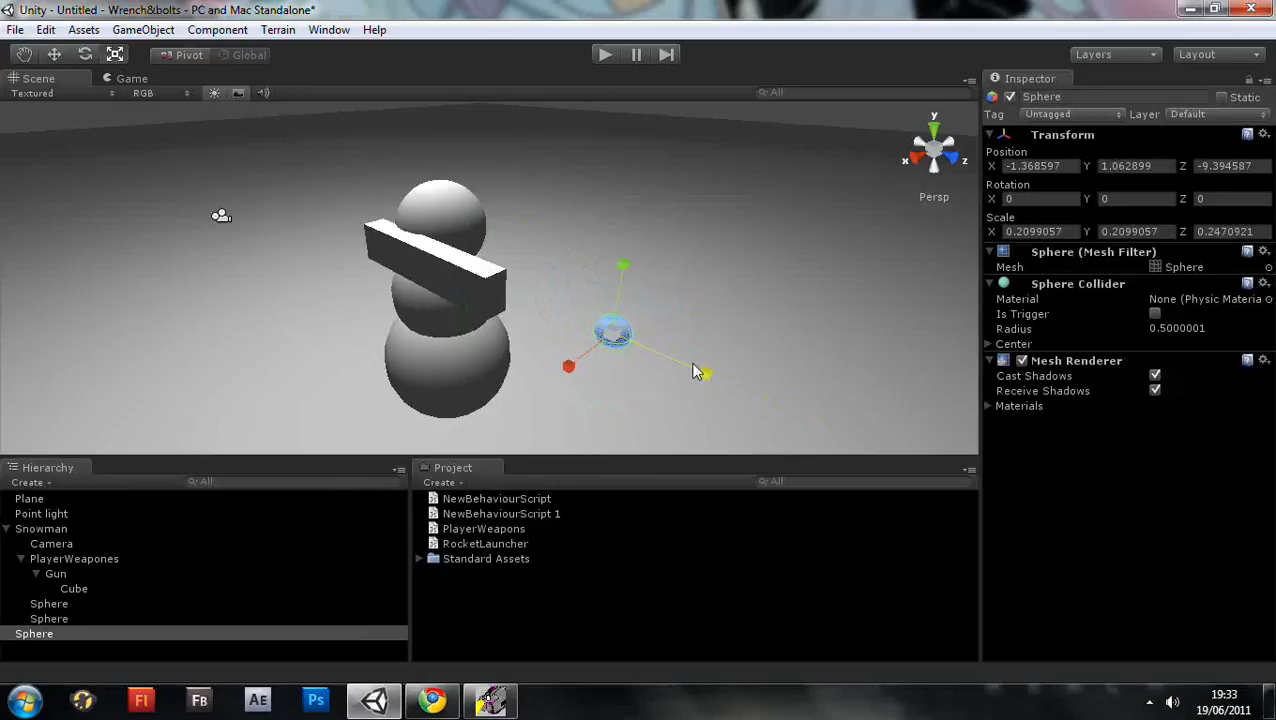 Unity - Untitled - Wrench&bolts - PC and Mac Standalone*
File Edit Assets GameObject Component Terrain Window Help
Pivot Global Layers Layout
Scene Game Inspector
Textured RGB All Sphere Static
Tag Untagged Layer Default
Transform
Position
X -1.368597 Y 1.062899 Z -9.394587
Rotation
X 0 Y 0 Z 0
Scale
X 0.2099057 Y 0.2099057 Z 0.2470921
Sphere (Mesh Filter)
Mesh Sphere
Sphere Collider
Material None (Physic Materia
Is Trigger
Radius 0.5000001
Center
Mesh Renderer
Cast Shadows
Receive Shadows
Materials
y
x z
Persp
Hierarchy
Create All
Plane
Point light
Snowman
Camera
PlayerWeapones
Gun
Cube
Sphere
Sphere
Sphere
Project
Create All
NewBehaviourScript
NewBehaviourScript 1
PlayerWeapons
RocketLauncher
Standard Assets
Fl Fb Ae Ps
19:33
19/06/2011